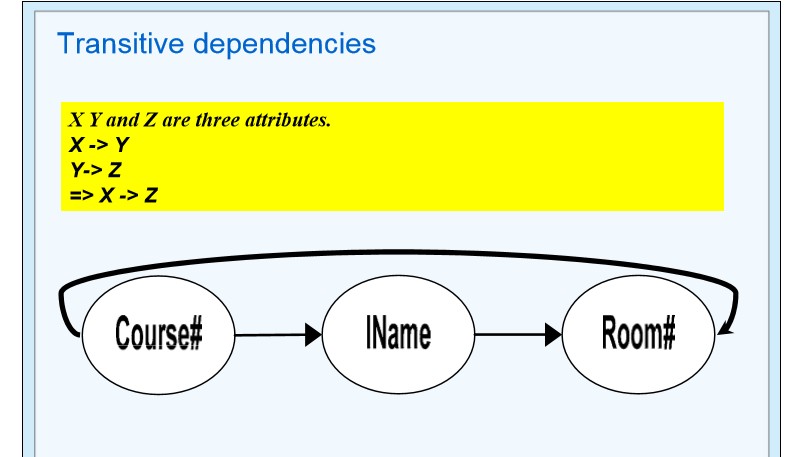 Transitive dependencies
X Y and Z are three attributes.
X -> Y
Y-> Z
=> X -> Z
Course# IName Room#